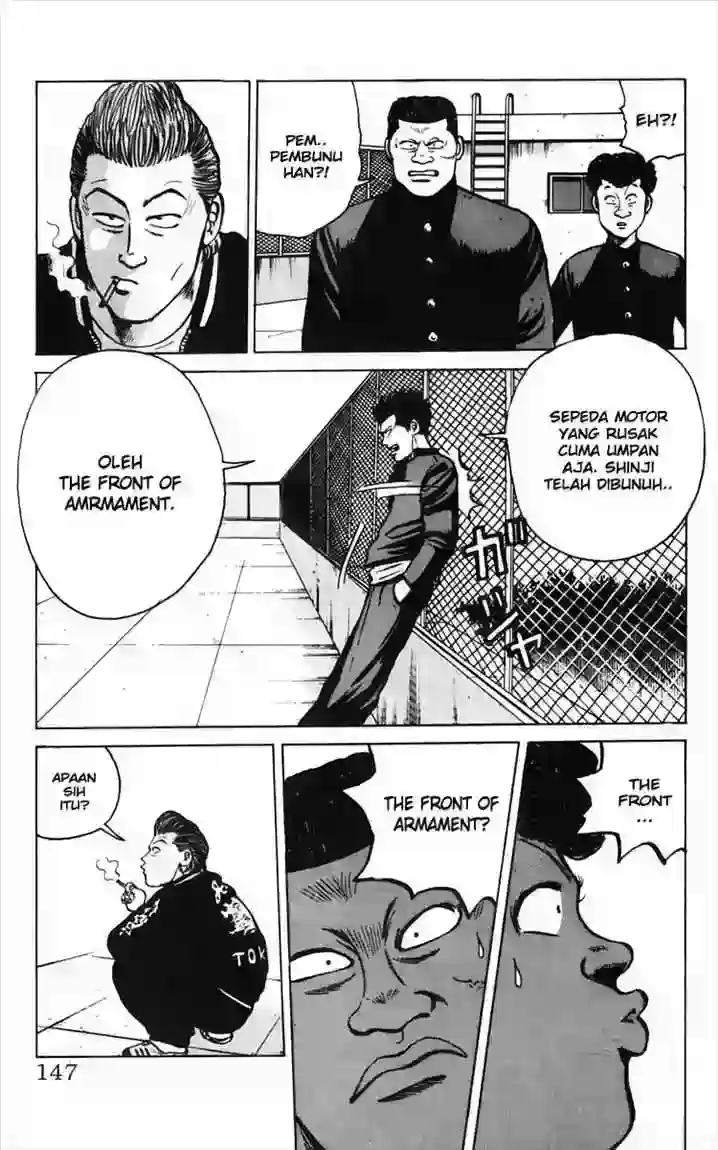 EH?!
PEM..
PEMBUNU
HAN?!
SEPEDA MOTOR
YANG RUSAK
CUMA UMPAN
AJA. SHINJI
TELAH DIBUNUH..
OLEH
THE FRONT OF
AMRMAMENT.
ガ
シャ
THE
FRONT
...
THE FRONT OF
ARMAMENT?
APAAN
SIH
ITU?
TOK
147